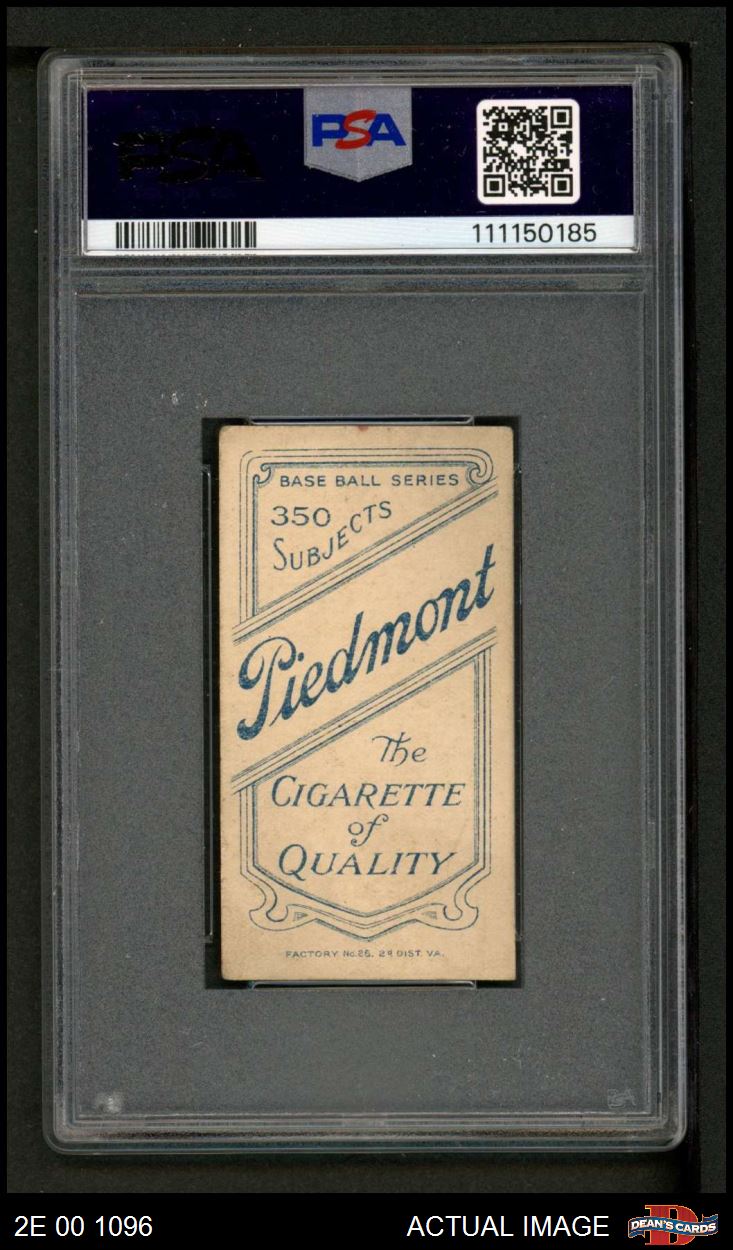 PSA
PSA
111150185
BASE BALL SERIES
350
SUBJECTS
Piedmont
The
CIGARETTE
of
QUALITY
FACTORY No. 25. 2D DIST. VA.
2E 00 1096
ACTUAL IMAGE
DEAN'S CARDS